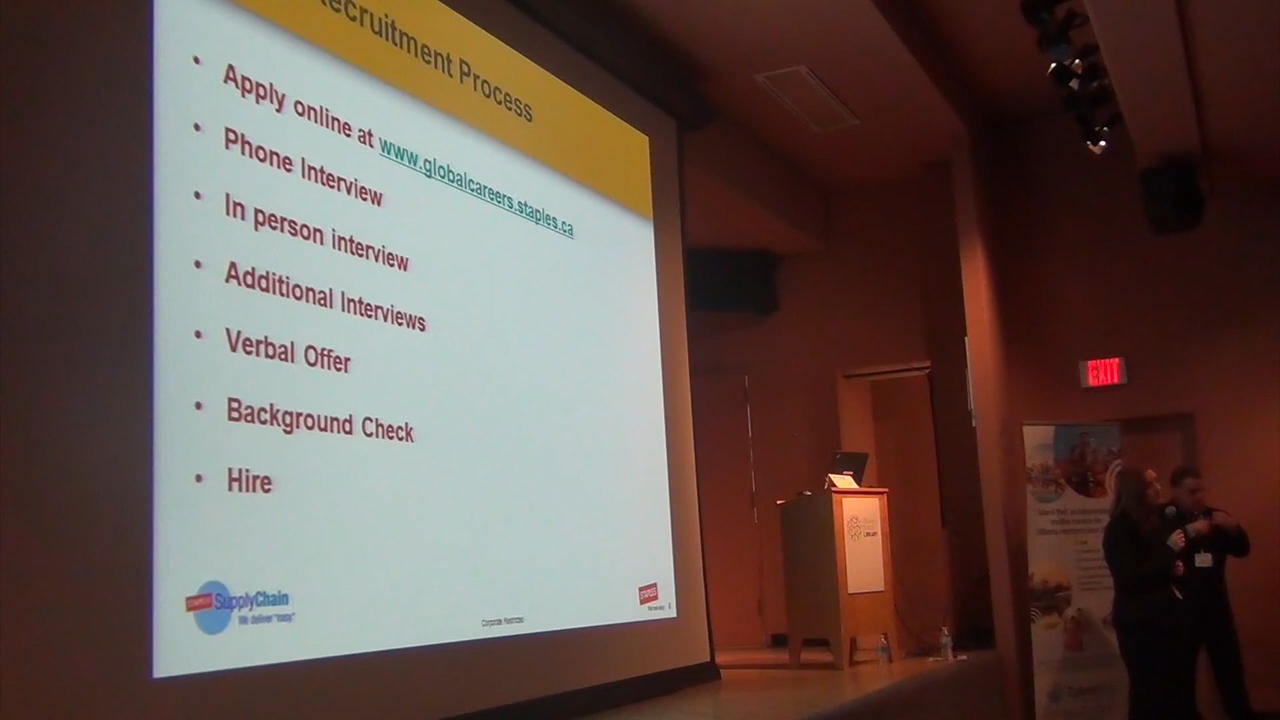 Recruitment Process
• Apply online at www.globalcareers.staples.ca
• Phone Interview
• In person interview
• Additional Interviews
• Verbal Offer
• Background Check
• Hire
STAPLES SupplyChain
We deliver "easy"
Corporate Restricted
STAPLES
EXIT